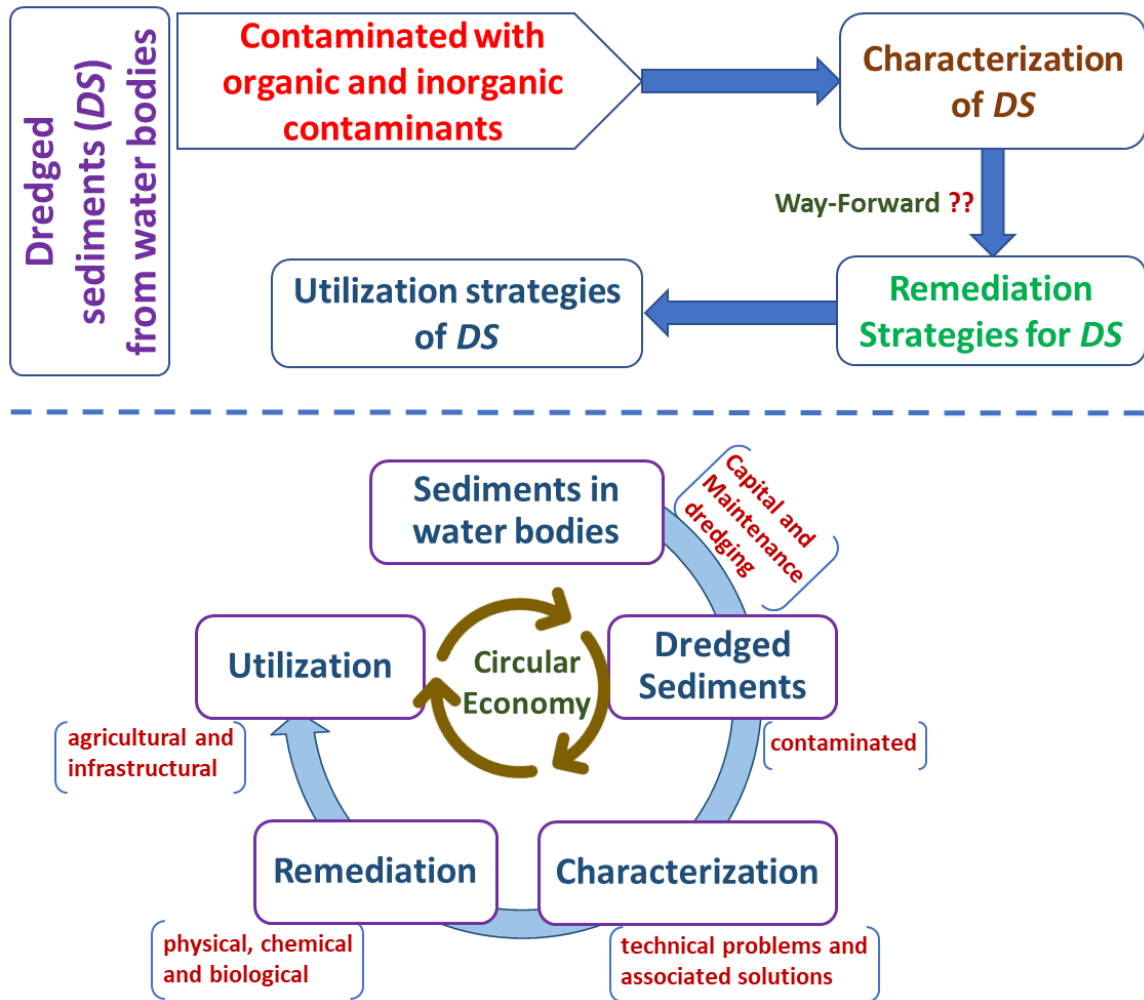 Dredged
sediments (DS)
from water bodies
Contaminated with
organic and inorganic
contaminants
Characterization
of DS
Way-Forward ??
Remediation
Strategies for DS
Utilization strategies
of DS
Sediments in
water bodies
Capital and
Maintenance
dredging
Dredged
Sediments
contaminated
Characterization
technical problems and
associated solutions
Remediation
physical, chemical
and biological
Utilization
agricultural and
infrastructural
Circular
Economy